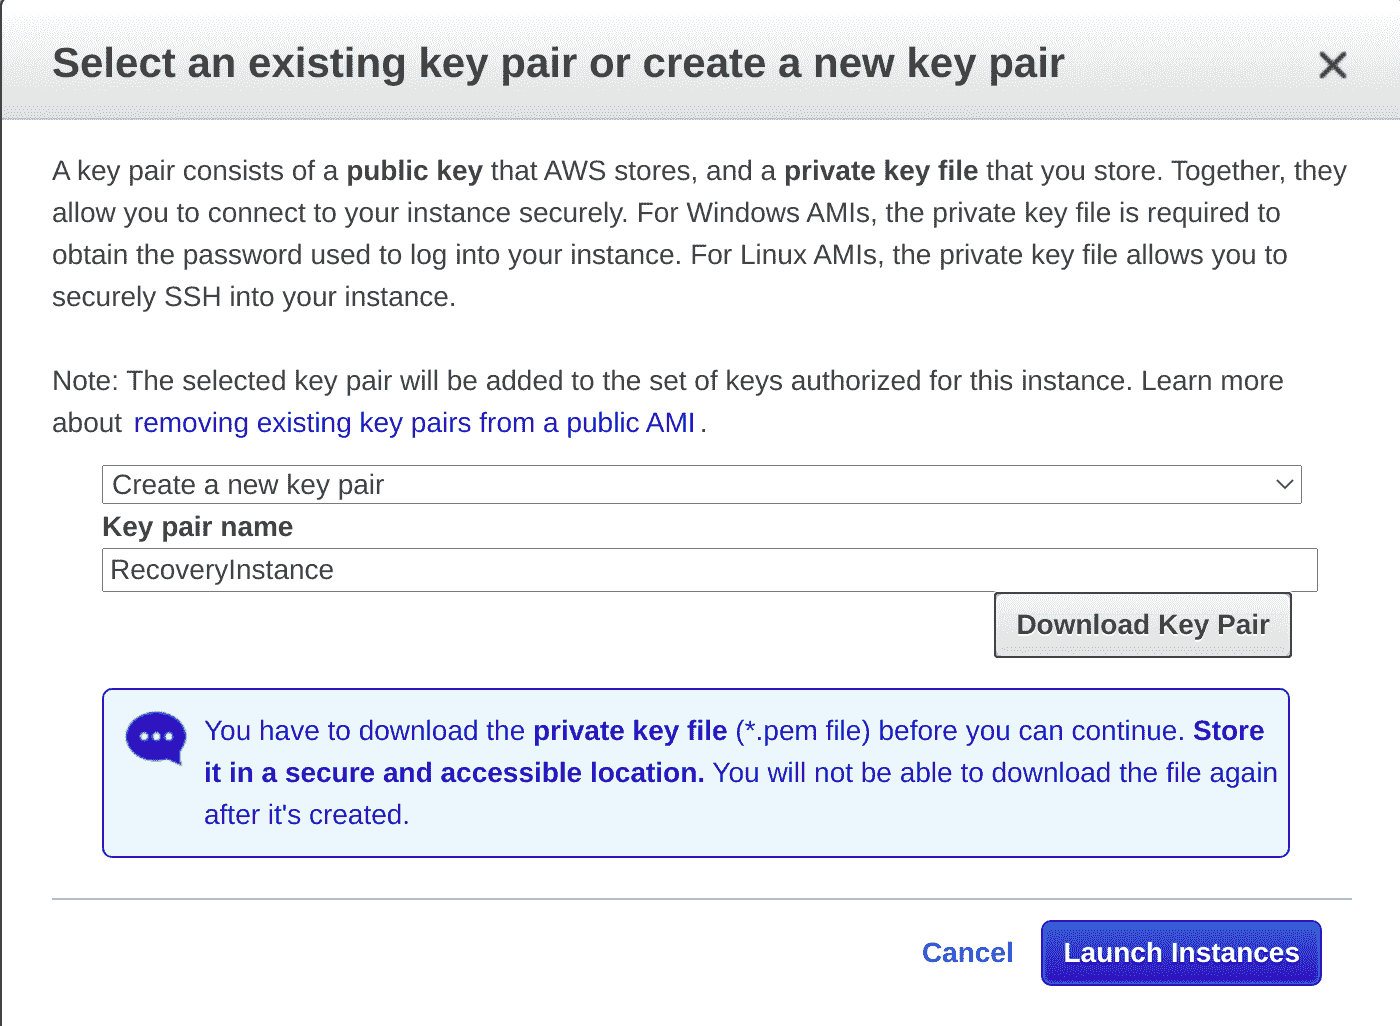 Select an existing key pair or create a new key pair
A key pair consists of a public key that AWS stores, and a private key file that you store. Together, they
allow you to connect to your instance securely. For Windows AMIs, the private key file is required to
obtain the password used to log into your instance. For Linux AMIs, the private key file allows you to
securely SSH into your instance.
Note: The selected key pair will be added to the set of keys authorized for this instance. Learn more
about removing existing key pairs from a public AMI .
Create a new key pair
Key pair name
RecoveryInstance
Download Key Pair
You have to download the private key file (*.pem file) before you can continue. Store
it in a secure and accessible location. You will not be able to download the file again
after it's created.
Cancel Launch Instances